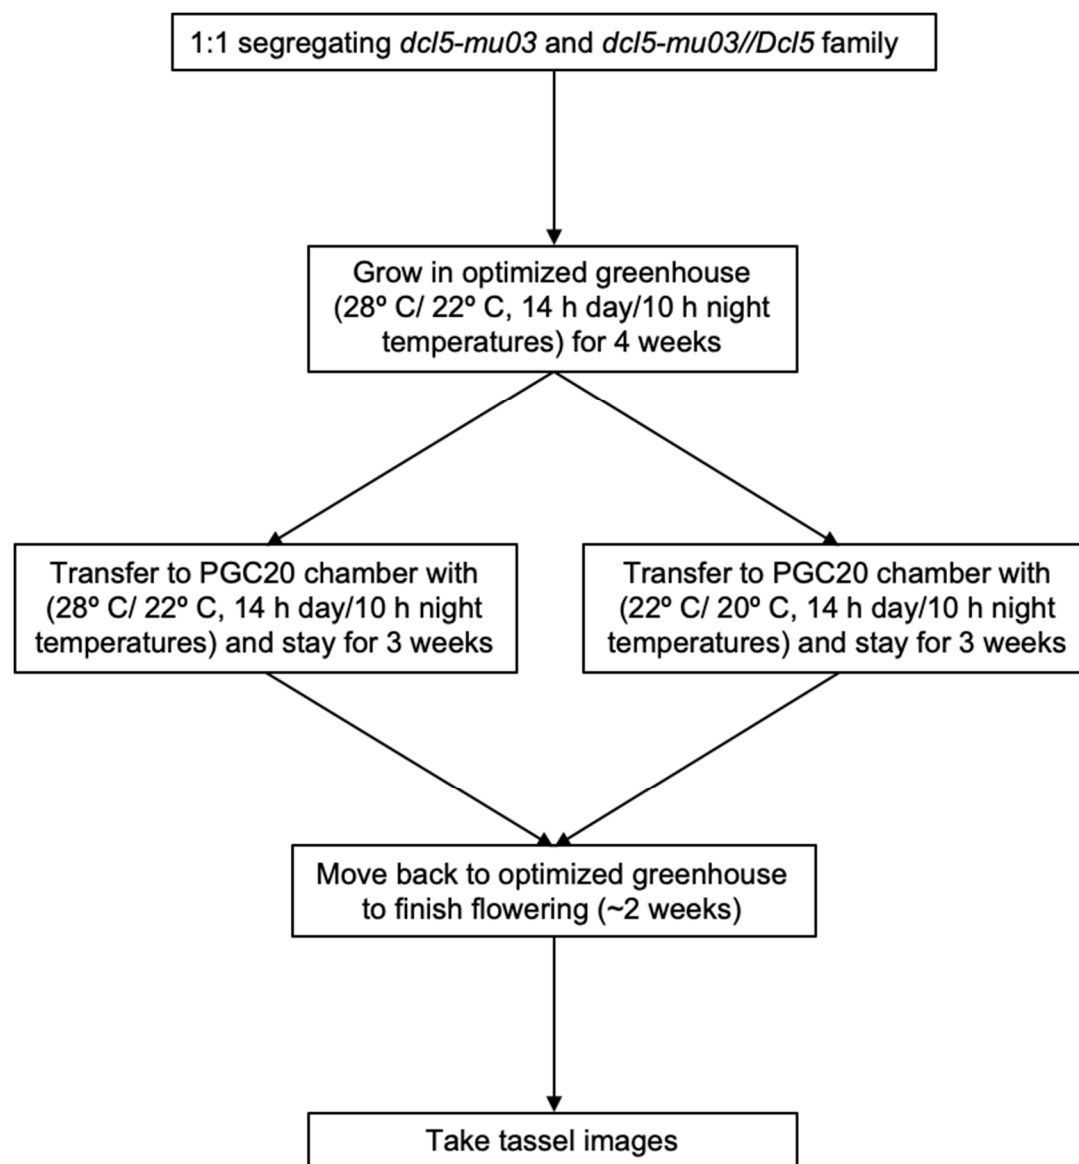 1:1 segregating dcl5-mu03 and dcl5-mu03//Dcl5 family
Grow in optimized greenhouse
(28º C/ 22º C, 14 h day/10 h night
temperatures) for 4 weeks
Transfer to PGC20 chamber with
(28º C/ 22º C, 14 h day/10 h night
temperatures) and stay for 3 weeks
Transfer to PGC20 chamber with
(22º C/ 20º C, 14 h day/10 h night
temperatures) and stay for 3 weeks
Move back to optimized greenhouse
to finish flowering (~2 weeks)
Take tassel images